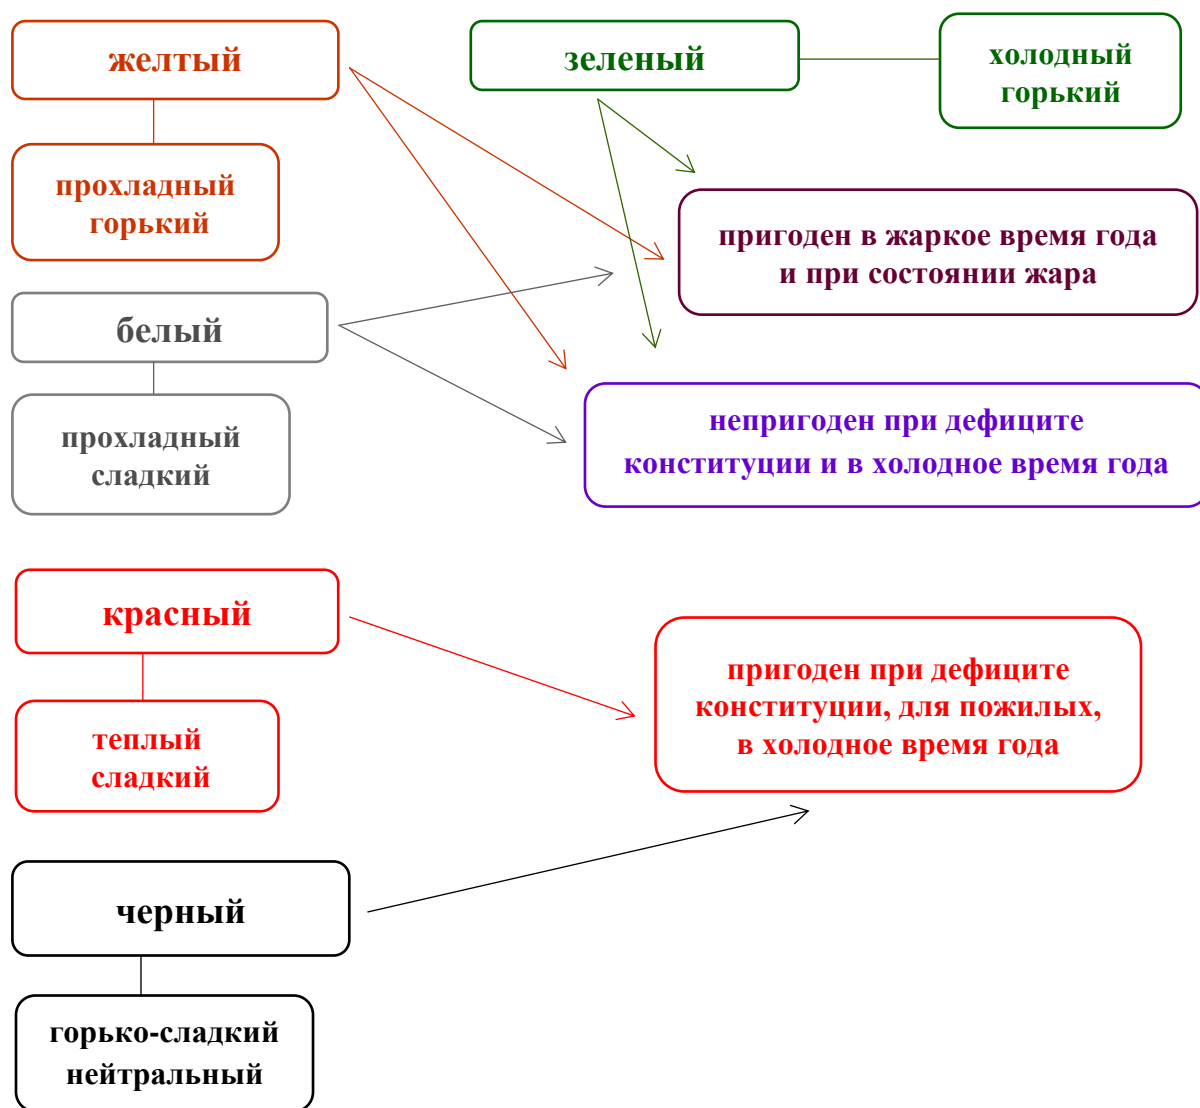 желтый
зеленый
холодный
горький
прохладный
горький
пригоден в жаркое время года
и при состоянии жара
белый
прохладный
сладкий
непригоден при дефиците
конституции и в холодное время года
красный
теплый
сладкий
пригоден при дефиците
конституции, для пожилых,
в холодное время года
черный
горько-сладкий
нейтральный